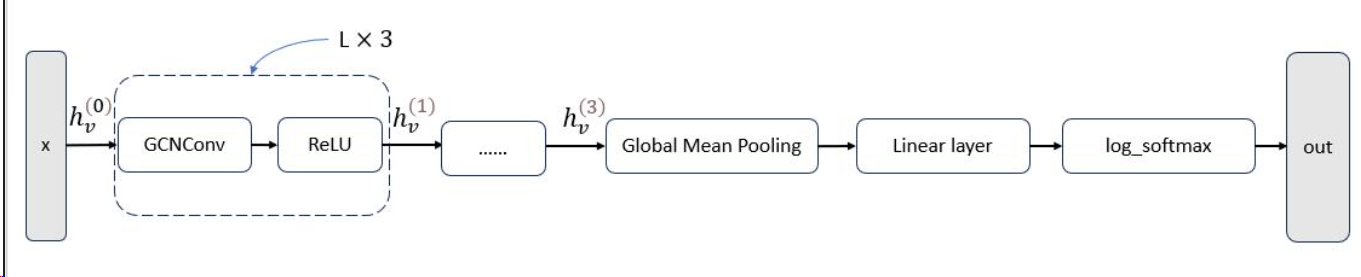 L × 3
x
h_v^(0)
GCNConv
ReLU
h_v^(1)
......
h_v^(3)
Global Mean Pooling
Linear layer
log_softmax
out